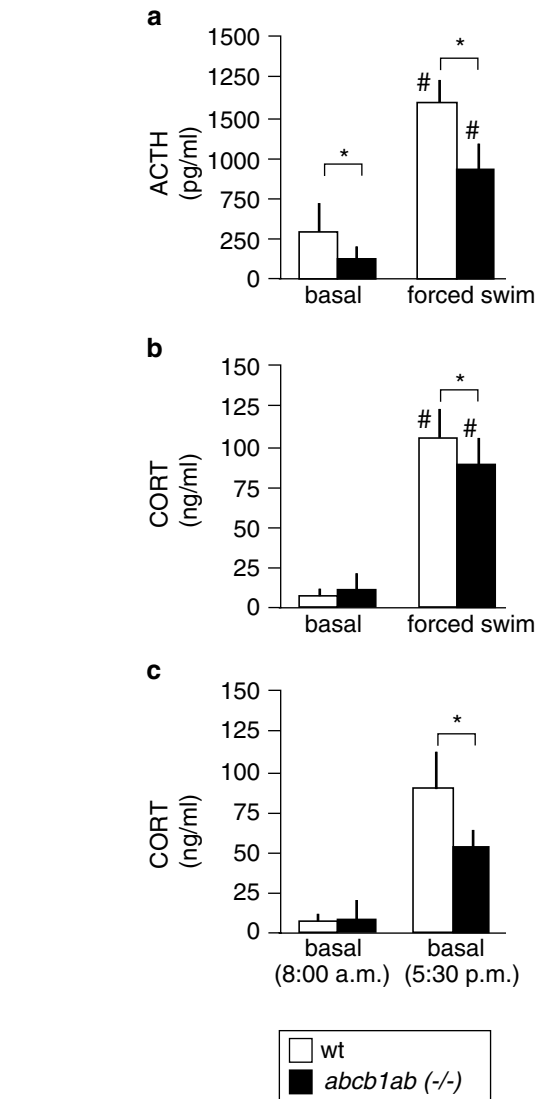 a
1500
1250
1500
1000
750
250
0
ACTH
(pg/ml)
*
# *
#
basal forced swim
b
150
125
100
75
50
25
0
CORT
(ng/ml)
*
# #
basal forced swim
c
150
125
100
75
50
25
0
CORT
(ng/ml)
*
basal basal
(8:00 a.m.) (5:30 p.m.)
wt
abcb1ab (-/-)